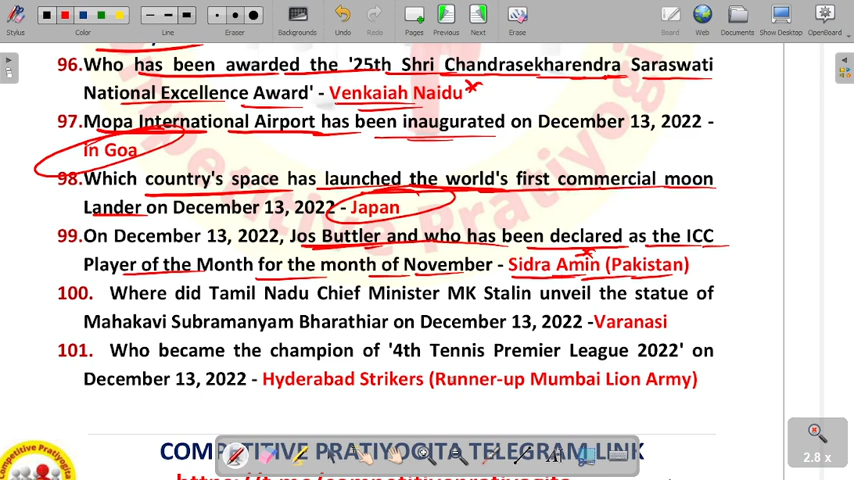 Stylus
Color
Line
Eraser
Backgrounds
Undo
Redo
Pages
Previous
Next
Erase
Board
Web
Documents
Show Desktop
OpenBoard
96.Who has been awarded the '25th Shri Chandrasekharendra Saraswati
National Excellence Award' - Venkaiah Naidu
97.Mopa International Airport has been inaugurated on December 13, 2022 -
in Goa
98.Which country's space has launched the world's first commercial moon
Lander on December 13, 2022 - Japan
99.On December 13, 2022, Jos Buttler and who has been declared as the ICC
Player of the Month for the month of November - Sidra Amin (Pakistan)
100. Where did Tamil Nadu Chief Minister MK Stalin unveil the statue of
Mahakavi Subramanyam Bharathiar on December 13, 2022 -Varanasi
101. Who became the champion of '4th Tennis Premier League 2022' on
December 13, 2022 - Hyderabad Strikers (Runner-up Mumbai Lion Army)
2.8 x
COMPETITIVE PRATIYOGITA TELEGRAM LINK
https://t.me/competitivepratiyogita
Competitive Pratiyogita